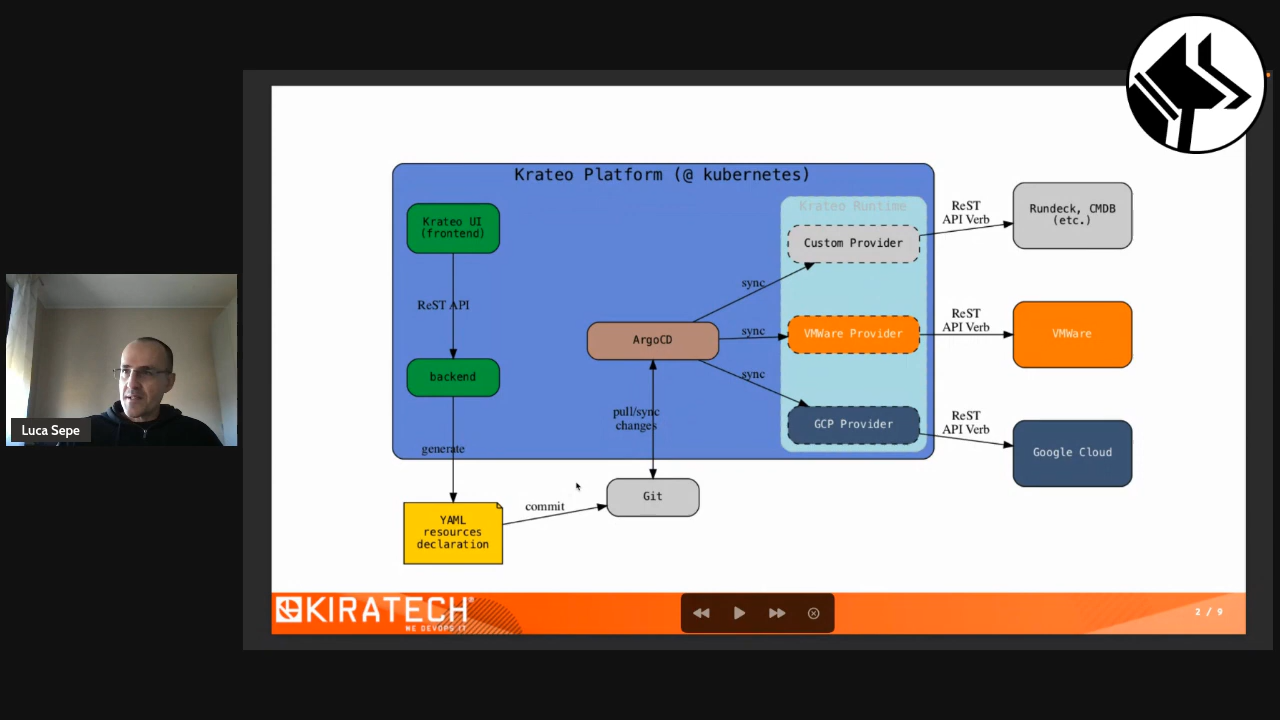 Krateo Platform (@ kubernetes)
Krateo UI
(frontend)
ReST API
backend
generate
YAML
resources
declaration
commit
Git
pull/sync
changes
ArgoCD
sync
sync
sync
Krateo Runtime
Custom Provider
VMWare Provider
GCP Provider
ReST
API Verb
ReST
API Verb
ReST
API Verb
Rundeck, CMDB
(etc.)
VMWare
Google Cloud
Luca Sepe
KIRATECH
WE DEVOPS IT
2 / 9